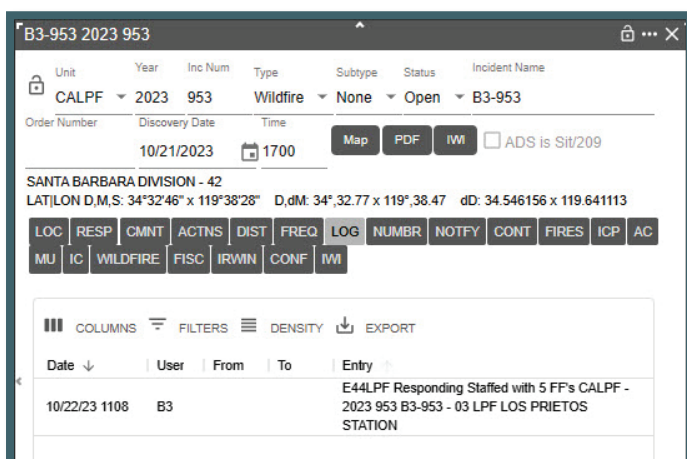 B3-953 2023 953
Unit Year Inc Num Type Subtype Status Incident Name
CALPF 2023 953 Wildfire None Open B3-953
Order Number Discovery Date Time
10/21/2023 1700 Map PDF IWI ADS is Sit/209
SANTA BARBARA DIVISION - 42
LAT|LON D,M,S: 34°32'46" x 119°38'28" D,dM: 34°,32.77 x 119°,38.47 dD: 34.546156 x 119.641113
LOC RESP CMNT ACTNS DIST FREQ LOG NUMBR NOTFY CONT FIRES ICP AC
MU IC WILDFIRE FISC IRWIN CONF IWI
COLUMNS FILTERS DENSITY EXPORT
Date User From To Entry
E44LPF Responding Staffed with 5 FF's CALPF -
10/22/23 1108 B3 2023 953 B3-953 - 03 LPF LOS PRIETOS
STATION